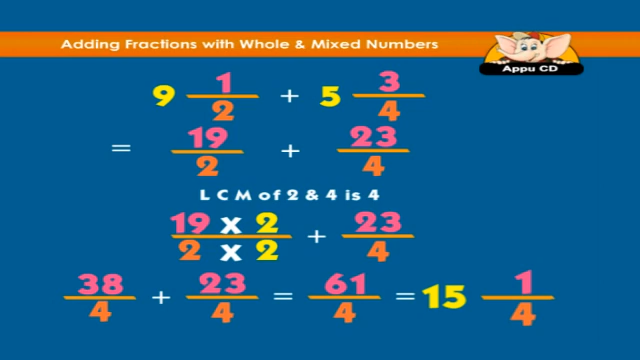 Adding Fractions with Whole & Mixed Numbers
Appu CD
9 1/2 + 5 3/4
= 19/2 + 23/4
L C M of 2 & 4 is 4
19 x 2 / 2 x 2 + 23/4
38/4 + 23/4 = 61/4 = 15 1/4